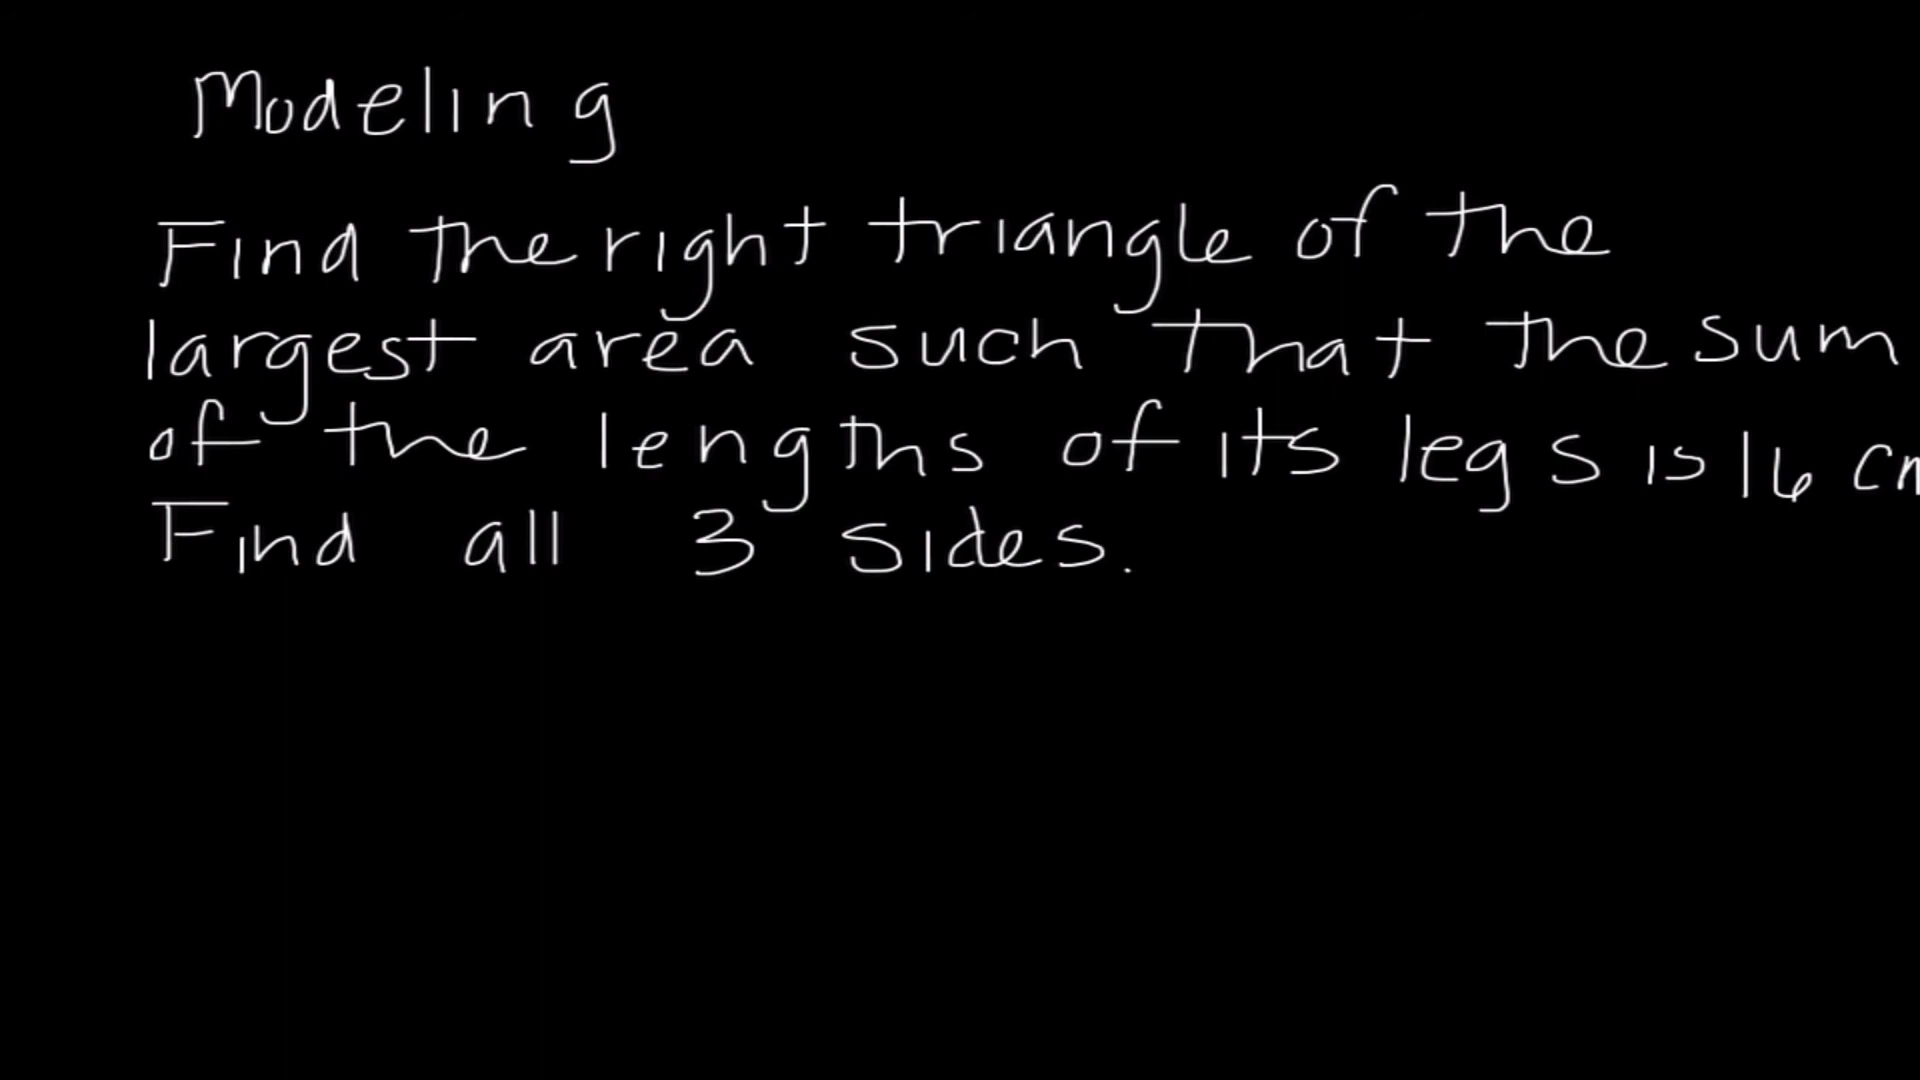 Modeling
Find the right triangle of the
largest area such that the sum
of the lengths of its legs is 16 cm
Find all 3 sides.